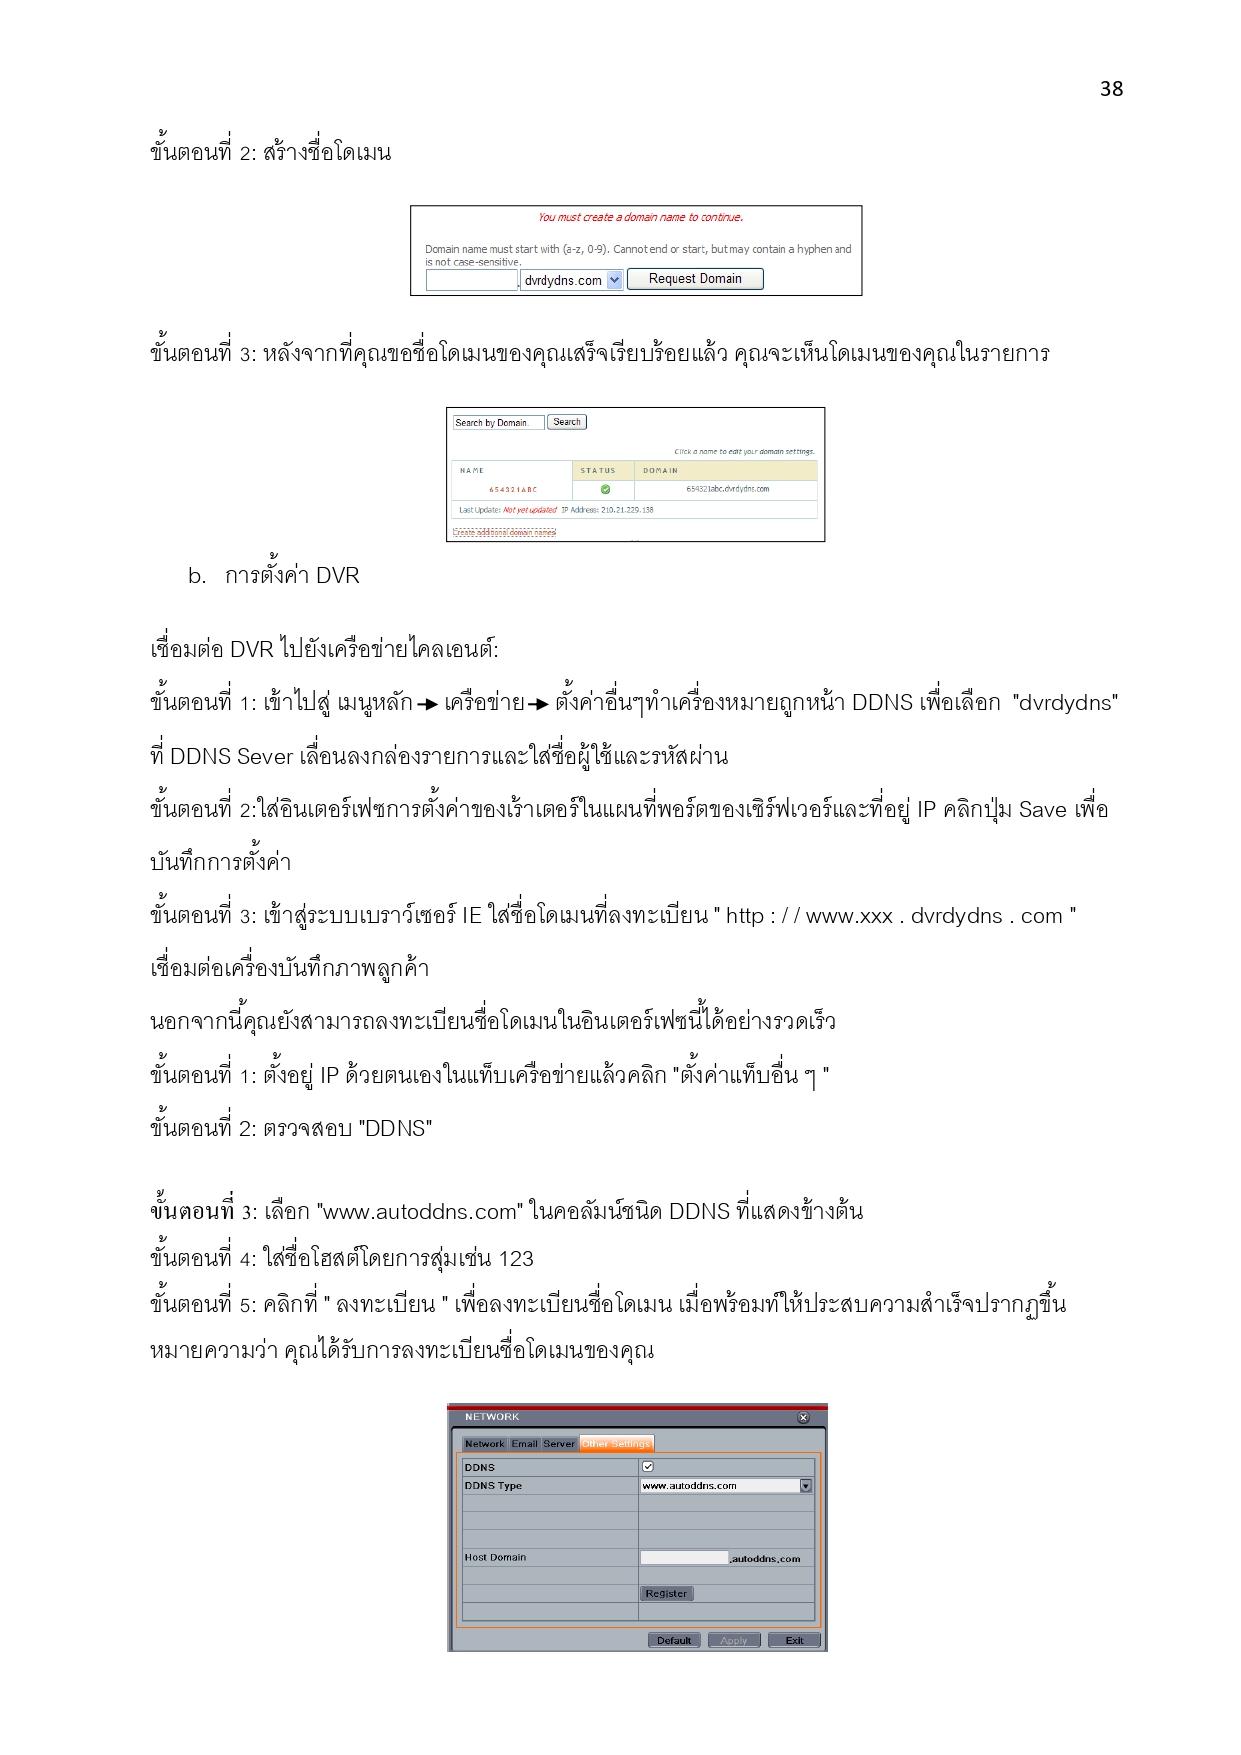 38
ขั้นตอนที่ 2: สร้างชื่อโดเมน
You must create a domain name to continue.
Domain name must start with (a-z, 0-9). Cannot end or start, but may contain a hyphen and
is not case-sensitive.
. dvrdydns.com Request Domain
ขั้นตอนที่ 3: หลังจากที่คุณขอชื่อโดเมนของคุณเสร็จเรียบร้อยแล้ว คุณจะเห็นโดเมนของคุณในรายการ
Search by Domain. Search
Click a name to edit your domain settings.
NAME STATUS DOMAIN
654321ABC 654321abc.dvrdydns.com
Last Update: Not yet updated IP Address: 210.21.229.138
Create additional domain names
b. การตั้งค่า DVR
เชื่อมต่อ DVR ไปยังเครือข่ายไคลเอนต์:
ขั้นตอนที่ 1: เข้าไปสู่ เมนูหลัก → เครือข่าย → ตั้งค่าอื่นๆทำเครื่องหมายถูกหน้า DDNS เพื่อเลือก "dvrdydns"
ที่ DDNS Sever เลื่อนลงกล่องรายการและใส่ชื่อผู้ใช้และรหัสผ่าน
ขั้นตอนที่ 2:ใส่อินเตอร์เฟซการตั้งค่าของเร้าเตอร์ในแผนที่พอร์ตของเซิร์ฟเวอร์และที่อยู่ IP คลิกปุ่ม Save เพื่อ
บันทึกการตั้งค่า
ขั้นตอนที่ 3: เข้าสู่ระบบเบราว์เซอร์ IE ใส่ชื่อโดเมนที่ลงทะเบียน " http : / / www.xxx . dvrdydns . com "
เชื่อมต่อเครื่องบันทึกภาพลูกค้า
นอกจากนี้คุณยังสามารถลงทะเบียนชื่อโดเมนในอินเตอร์เฟซนี้ได้อย่างรวดเร็ว
ขั้นตอนที่ 1: ตั้งอยู่ IP ด้วยตนเองในแท็บเครือข่ายแล้วคลิก "ตั้งค่าแท็บอื่น ๆ "
ขั้นตอนที่ 2: ตรวจสอบ "DDNS"
ขั้นตอนที่ 3: เลือก "www.autoddns.com" ในคอลัมน์ชนิด DDNS ที่แสดงข้างต้น
ขั้นตอนที่ 4: ใส่ชื่อโฮสต์โดยการสุ่มเช่น 123
ขั้นตอนที่ 5: คลิกที่ " ลงทะเบียน " เพื่อลงทะเบียนชื่อโดเมน เมื่อพร้อมท์ให้ประสบความสำเร็จปรากฏขึ้น
หมายความว่า คุณได้รับการลงทะเบียนชื่อโดเมนของคุณ
NETWORK
Network Email Server Other Settings
DDNS
DDNS Type www.autoddns.com
Host Domain .autoddns.com
Register
Default Apply Exit